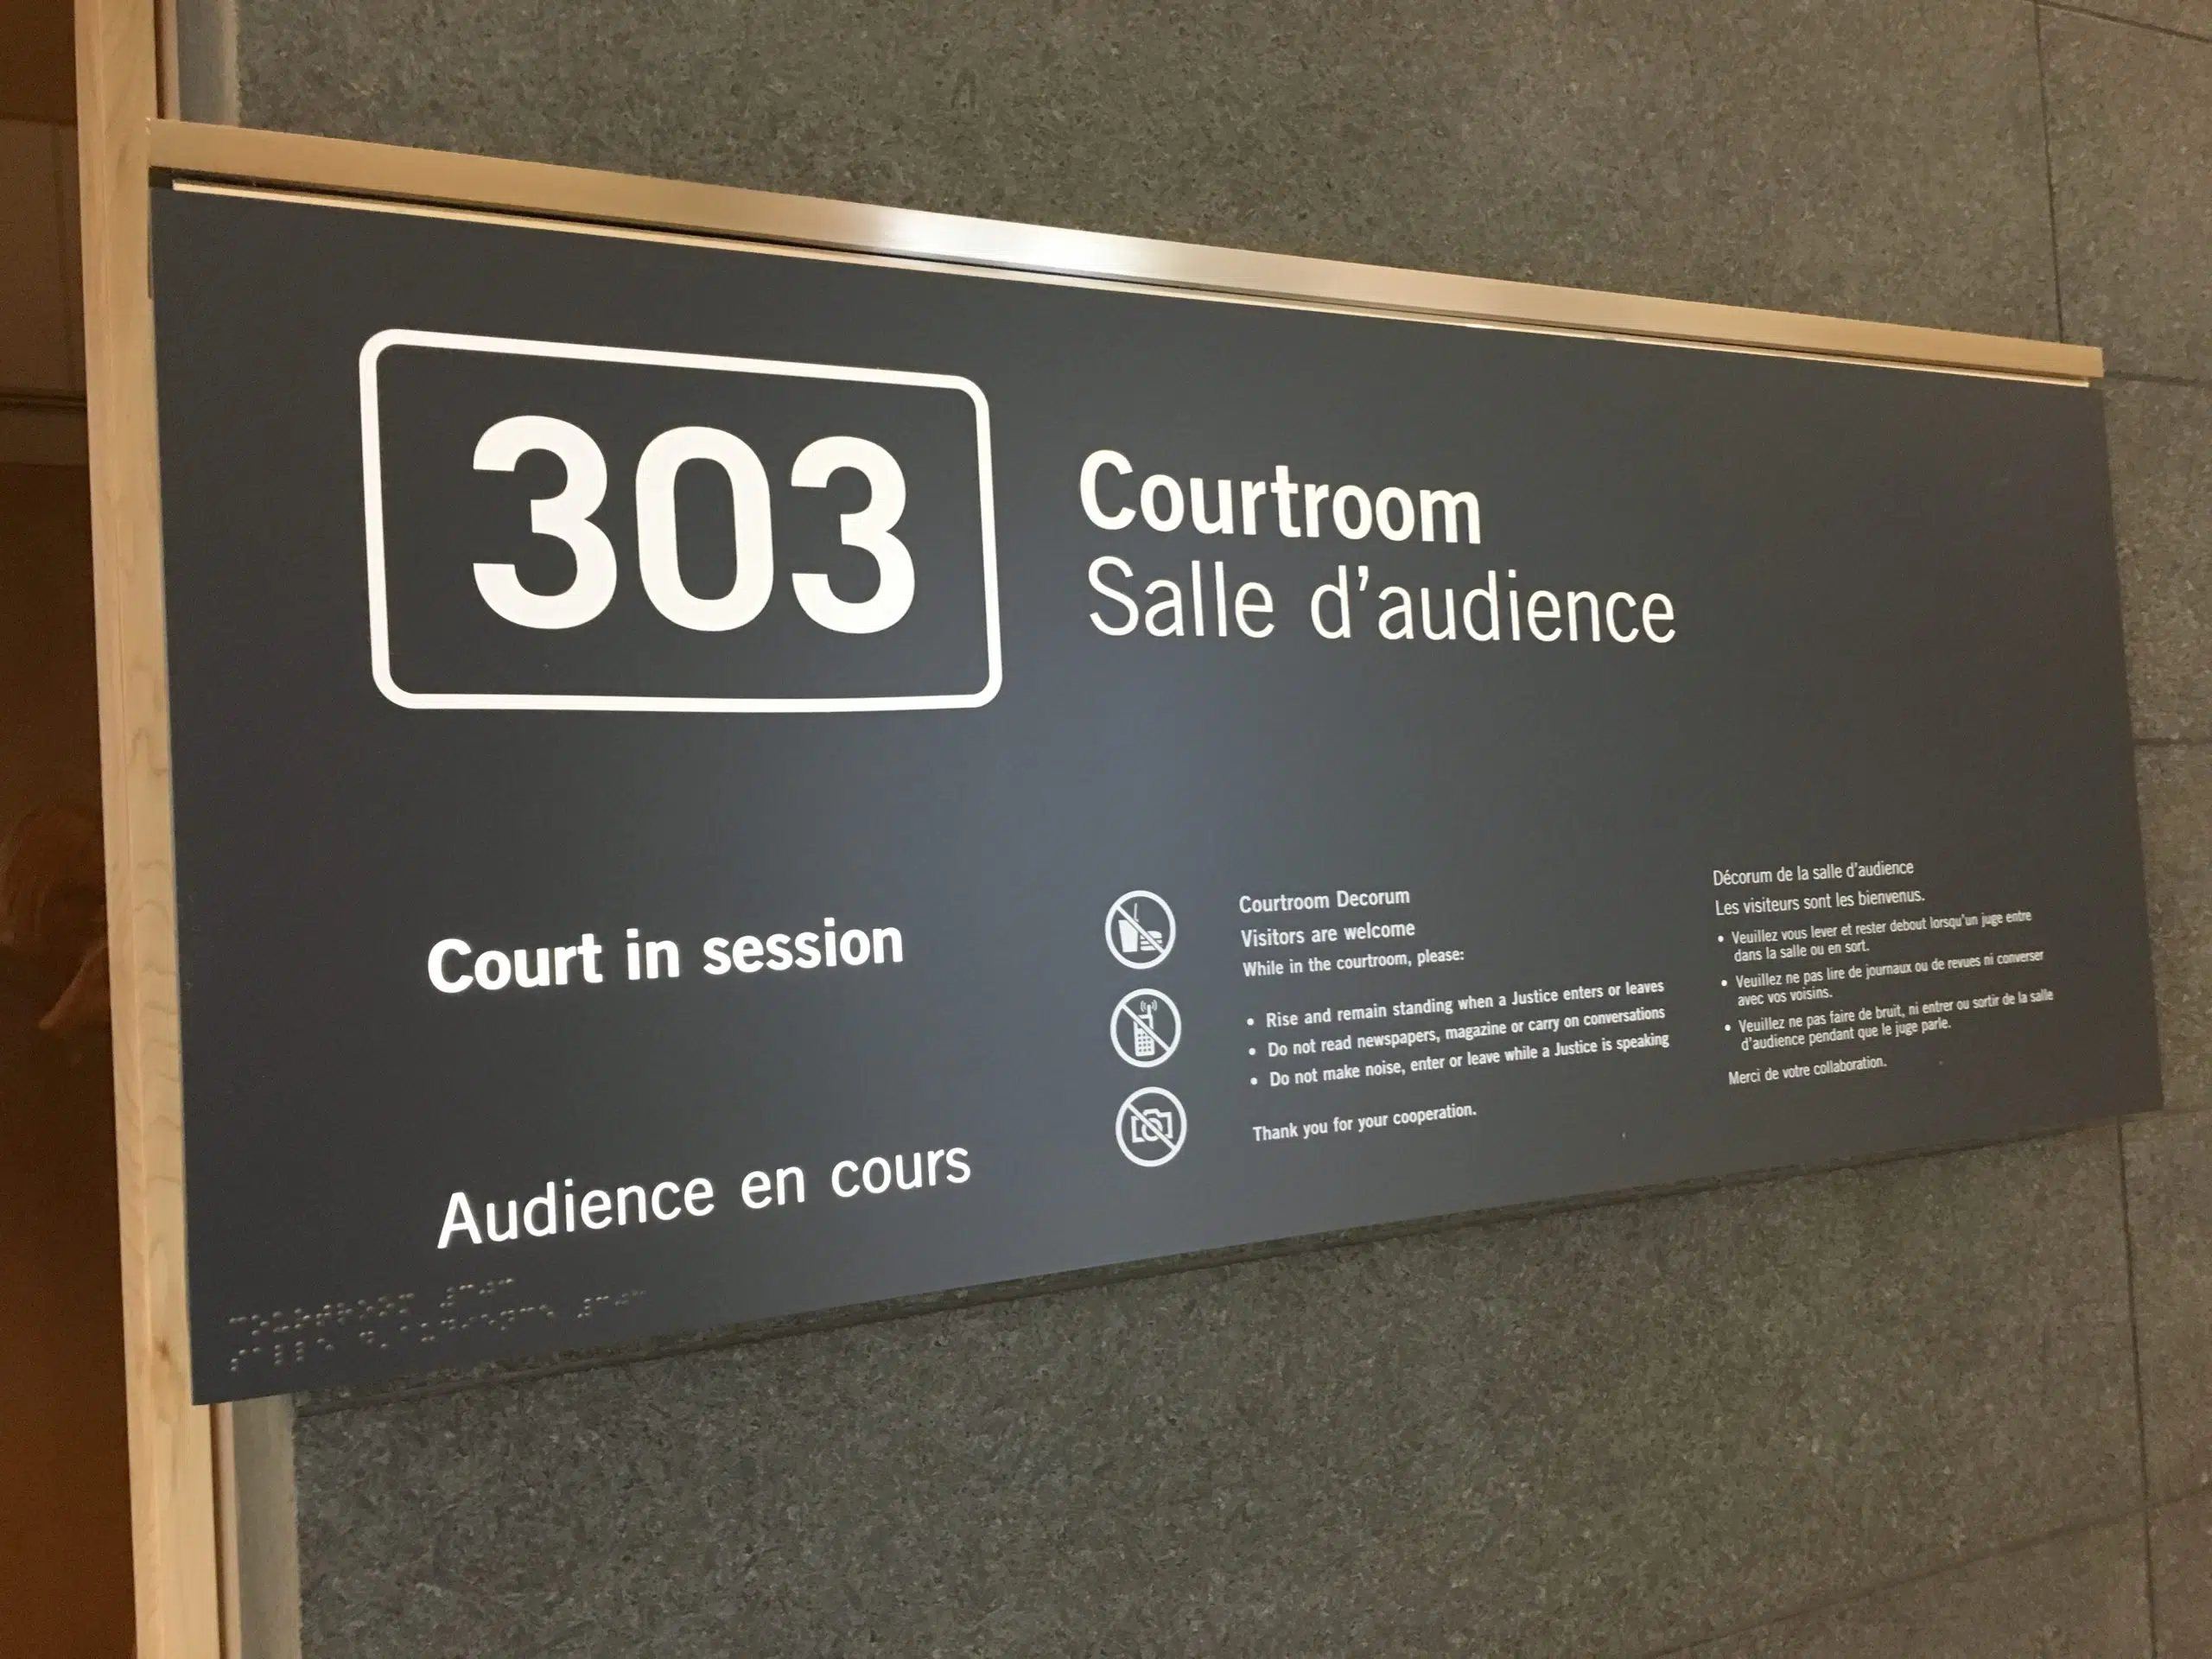 303
Courtroom
Salle d'audience
Court in session
Audience en cours
Courtroom Decorum
Visitors are welcome
While in the courtroom, please:
• Rise and remain standing when a Justice enters or leaves
• Do not read newspapers, magazine or carry on conversations
• Do not make noise, enter or leave while a Justice is speaking
Thank you for your cooperation.
Décorum de la salle d'audience
Les visiteurs sont les bienvenus.
• Veuillez vous lever et rester debout lorsqu'un juge entre
dans la salle ou en sort.
• Veuillez ne pas lire de journaux ou de revues ni converser
avec vos voisins.
• Veuillez ne pas faire de bruit, ni entrer ou sortir de la salle
d'audience pendant que le juge parle.
Merci de votre collaboration.